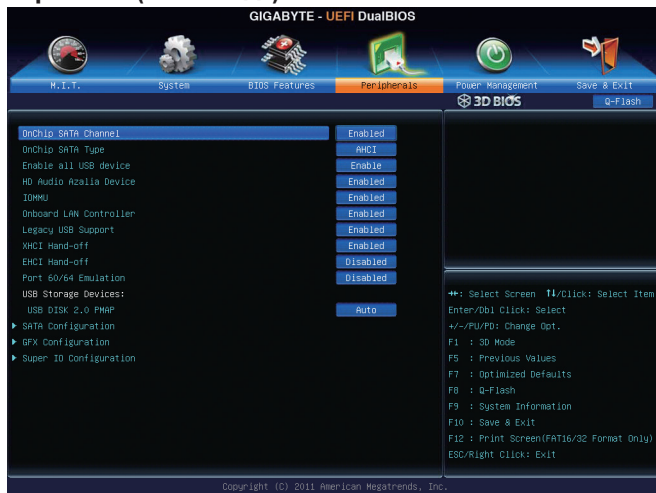 GIGABYTE - UEFI DualBIOS
M.I.T.
System
BIOS Features
Peripherals
Power Management
Save & Exit
3D BIOS
Q-Flash
OnChip SATA Channel Enabled
OnChip SATA Type AHCI
Enable all USB device Enable
HD Audio Azalia Device Enabled
IOMMU Enabled
Onboard LAN Controller Enabled
Legacy USB Support Enabled
XHCI Hand-off Enabled
EHCI Hand-off Disabled
Port 60/64 Emulation Disabled
USB Storage Devices:
USB DISK 2.0 PMAP Auto
SATA Configuration
GFX Configuration
Super IO Configuration
→←: Select Screen ↑↓/Click: Select Item
Enter/Dbl Click: Select
+/-/PU/PD: Change Opt.
F1 : 3D Mode
F5 : Previous Values
F7 : Optimized Defaults
F8 : Q-Flash
F9 : System Information
F10 : Save & Exit
F12 : Print Screen(FAT16/32 Format Only)
ESC/Right Click: Exit
Copyright (C) 2011 American Megatrends, Inc.